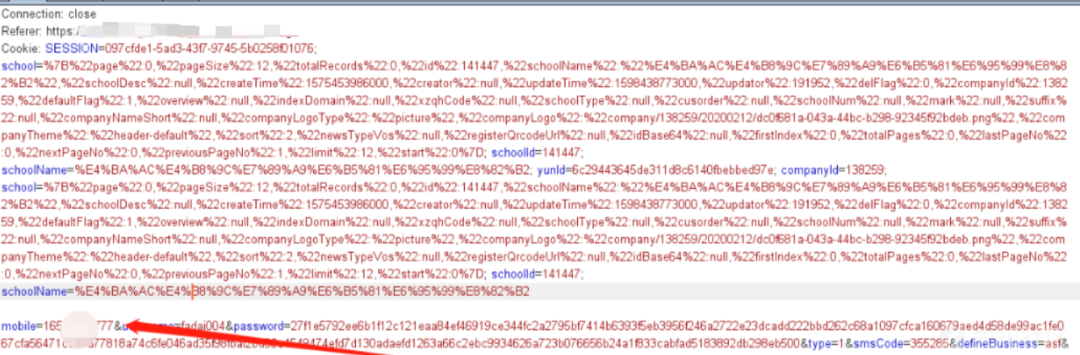 Connection: close
Referer: https:/
Cookie: SESSION=097cfde1-5ad3-43f7-9745-5b0258f01076;
school=%7B%22page%22:0,%22pageSize%22:12,%22totalRecords%22:0,%22id%22:141447,%22schoolName%22:%22%E4%BA%AC%E4%B8%9C%E7%89%A9%E6%B5%81%E6%95%99%E8%8
2%B2%22,%22schoolDesc%22:null,%22createTime%22:1575453986000,%22creator%22:null,%22updateTime%22:1598438773000,%22updator%22:191952,%22delFlag%22:0,%22companyId%22:1382
59,%22defaultFlag%22:1,%22overview%22:null,%22indexDomain%22:null,%22xzqhCode%22:null,%22schoolType%22:null,%22cusorder%22:null,%22schoolNum%22:null,%22mark%22:null,%22suffix%
22:null,%22companyNameShort%22:null,%22companyLogoType%22:%22picture%22,%22companyLogo%22:%22company/138259/20200212/dc0f681a-043a-44bc-b298-92345f92bdeb.png%22,%22com
panyTheme%22:%22header-default%22,%22sort%22:2,%22newsTypeVos%22:null,%22registerQrcodeUrl%22:null,%22idBase64%22:null,%22firstIndex%22:0,%22totalPages%22:0,%22lastPageNo%22
:0,%22nextPageNo%22:0,%22previousPageNo%22:1,%22limit%22:12,%22start%22:0%7D; schoolId=141447;
schoolName=%E4%BA%AC%E4%B8%9C%E7%89%A9%E6%B5%81%E6%95%99%E8%82%B2; yunId=6c29443645de311d8c6140fbebbed97e; companyId=138259;
school=%7B%22page%22:0,%22pageSize%22:12,%22totalRecords%22:0,%22id%22:141447,%22schoolName%22:%22%E4%BA%AC%E4%B8%9C%E7%89%A9%E6%B5%81%E6%95%99%E8%8
2%B2%22,%22schoolDesc%22:null,%22createTime%22:1575453986000,%22creator%22:null,%22updateTime%22:1598438773000,%22updator%22:191952,%22delFlag%22:0,%22companyId%22:1382
59,%22defaultFlag%22:1,%22overview%22:null,%22indexDomain%22:null,%22xzqhCode%22:null,%22schoolType%22:null,%22cusorder%22:null,%22schoolNum%22:null,%22mark%22:null,%22suffix%
22:null,%22companyNameShort%22:null,%22companyLogoType%22:%22picture%22,%22companyLogo%22:%22company/138259/20200212/dc0f681a-043a-44bc-b298-92345f92bdeb.png%22,%22com
panyTheme%22:%22header-default%22,%22sort%22:2,%22newsTypeVos%22:null,%22registerQrcodeUrl%22:null,%22idBase64%22:null,%22firstIndex%22:0,%22totalPages%22:0,%22lastPageNo%22
:0,%22nextPageNo%22:0,%22previousPageNo%22:1,%22limit%22:12,%22start%22:0%7D; schoolId=141447;
schoolName=%E4%BA%AC%E4%B8%9C%E7%89%A9%E6%B5%81%E6%95%99%E8%82%B2
mobile=165 777&u =fadaj004&password=27f1e5792ee6b1f12c121eaa84ef46919ce344fc2a2795bf7414b6393f5eb3956f246a2722e23dcadd222bbd262c68a1097cfca160679aed4d58de99ac1fe0
&type=1&smsCode=355285&defineBusiness=asf&